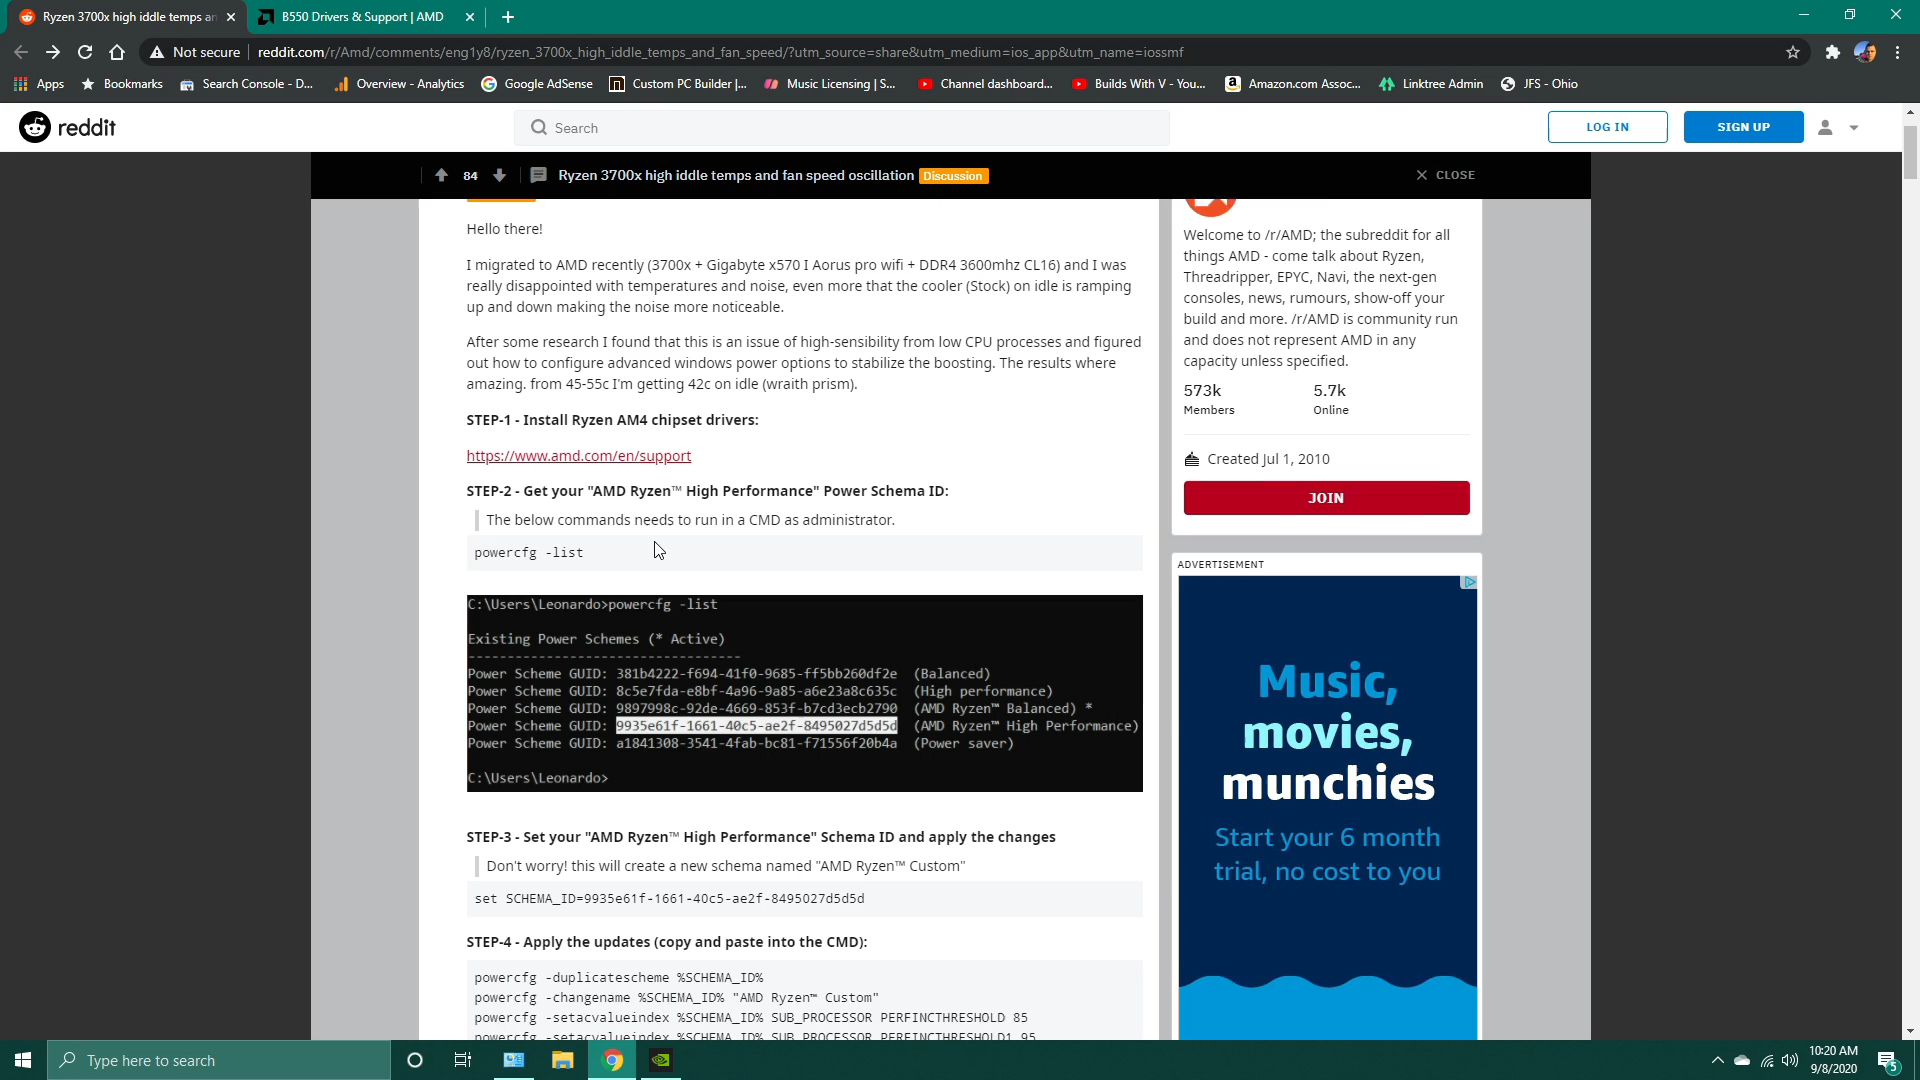 Ryzen 3700x high iddle temps an
B550 Drivers & Support | AMD
Not secure
reddit.com/r/Amd/comments/eng1y8/ryzen_3700x_high_iddle_temps_and_fan_speed/?utm_source=share&utm_medium=ios_app&utm_name=iossmf
Apps
Bookmarks
Search Console - D...
Overview - Analytics
Google AdSense
Custom PC Builder |...
Music Licensing | S...
Channel dashboard...
Builds With V - You...
Amazon.com Assoc...
Linktree Admin
JFS - Ohio
reddit
Search
LOG IN
SIGN UP
84
Ryzen 3700x high iddle temps and fan speed oscillation
Discussion
CLOSE
Hello there!
I migrated to AMD recently (3700x + Gigabyte x570 I Aorus pro wifi + DDR4 3600mhz CL16) and I was
really disappointed with temperatures and noise, even more that the cooler (Stock) on idle is ramping
up and down making the noise more noticeable.
After some research I found that this is an issue of high-sensibility from low CPU processes and figured
out how to configure advanced windows power options to stabilize the boosting. The results where
amazing. from 45-55c I'm getting 42c on idle (wraith prism).
STEP-1 - Install Ryzen AM4 chipset drivers:
https://www.amd.com/en/support
STEP-2 - Get your "AMD Ryzen™ High Performance" Power Schema ID:
The below commands needs to run in a CMD as administrator.
powercfg -list
C:\Users\Leonardo>powercfg -list
Existing Power Schemes (* Active)
-----------------------------------
Power Scheme GUID: 381b4222-f694-41f0-9685-ff5bb260df2e (Balanced)
Power Scheme GUID: 8c5e7fda-e8bf-4a96-9a85-a6e23a8c635c (High performance)
Power Scheme GUID: 9897998c-92de-4669-853f-b7cd3ecb2790 (AMD Ryzen™ Balanced) *
Power Scheme GUID: 9935e61f-1661-40c5-ae2f-8495027d5d5d (AMD Ryzen™ High Performance)
Power Scheme GUID: a1841308-3541-4fab-bc81-f71556f20b4a (Power saver)
C:\Users\Leonardo>
STEP-3 - Set your "AMD Ryzen™ High Performance" Schema ID and apply the changes
Don't worry! this will create a new schema named "AMD Ryzen™ Custom"
set SCHEMA_ID=9935e61f-1661-40c5-ae2f-8495027d5d5d
STEP-4 - Apply the updates (copy and paste into the CMD):
powercfg -duplicatescheme %SCHEMA_ID%
powercfg -changename %SCHEMA_ID% "AMD Ryzen™ Custom"
powercfg -setacvalueindex %SCHEMA_ID% SUB_PROCESSOR PERFINCTHRESHOLD 85
powercfg -setacvalueindex %SCHEMA_ID% SUB_PROCESSOR PERFINCTHRESHOLD1 95
Welcome to /r/AMD; the subreddit for all
things AMD - come talk about Ryzen,
Threadripper, EPYC, Navi, the next-gen
consoles, news, rumours, show-off your
build and more. /r/AMD is community run
and does not represent AMD in any
capacity unless specified.
573k
5.7k
Members
Online
Created Jul 1, 2010
JOIN
ADVERTISEMENT
Music,
movies,
munchies
Start your 6 month
trial, no cost to you
Type here to search
10:20 AM
9/8/2020
5